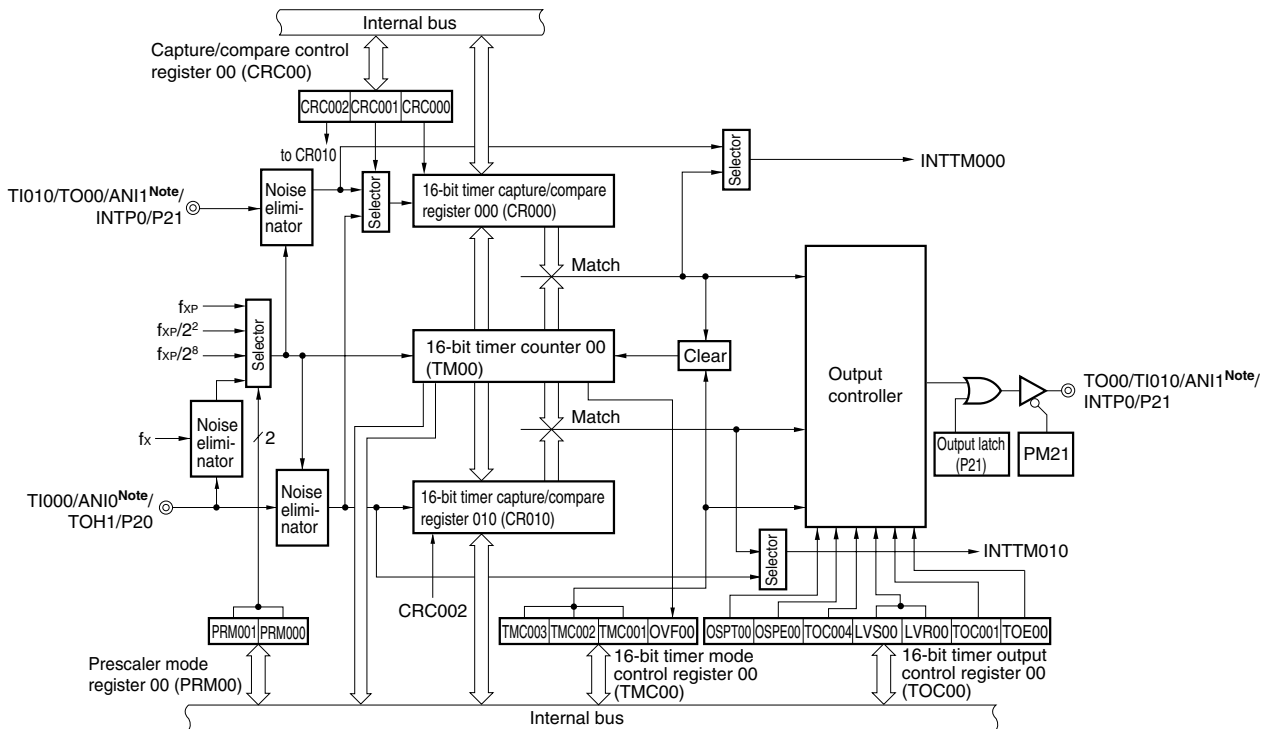 Internal bus
Capture/compare control
register 00 (CRC00)
CRC002 CRC001 CRC000
to CR010
TI010/TO00/ANI1Note/
INTP0/P21
Noise
elimi-
nator
Selector
16-bit timer capture/compare
register 000 (CR000)
Selector
INTTM000
Match
fXP
fXP/2²
fXP/2⁸
Selector
16-bit timer counter 00
(TM00)
Clear
Output
controller
TO00/TI010/ANI1Note/
INTP0/P21
Output latch
(P21)
PM21
fX
Noise
elimi-
nator
2
Match
TI000/ANI0Note/
TOH1/P20
Noise
elimi-
nator
16-bit timer capture/compare
register 010 (CR010)
Selector
INTTM010
CRC002
PRM001 PRM000
TMC003 TMC002 TMC001 OVF00
OSPT00 OSPE00 TOC004 LVS00 LVR00 TOC001 TOE00
Prescaler mode
register 00 (PRM00)
16-bit timer mode
control register 00
(TMC00)
16-bit timer output
control register 00
(TOC00)
Internal bus